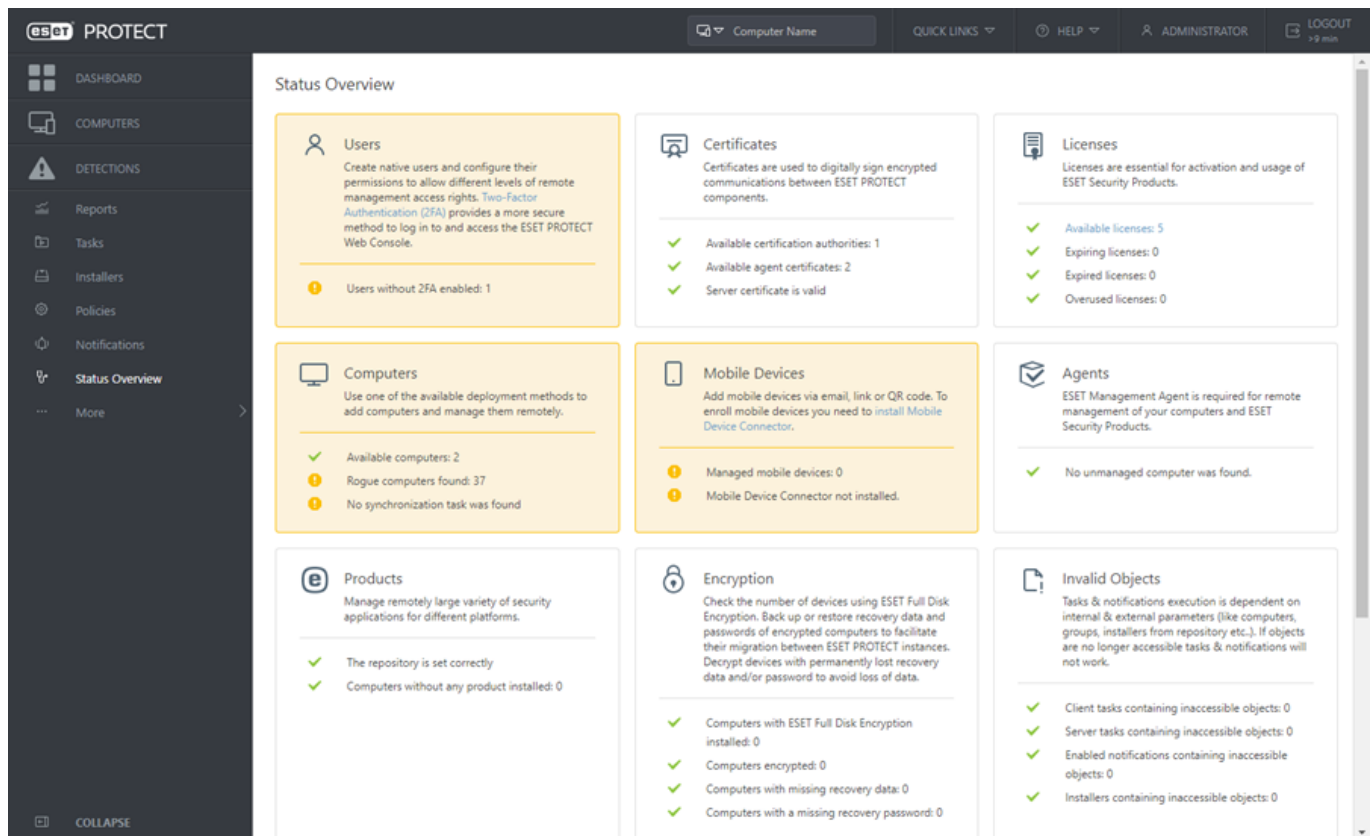 eset PROTECT
Computer Name
QUICK LINKS
HELP
ADMINISTRATOR
LOGOUT
>9 min
DASHBOARD
COMPUTERS
DETECTIONS
Reports
Tasks
Installers
Policies
Notifications
Status Overview
More
COLLAPSE
Status Overview
Users
Create native users and configure their
permissions to allow different levels of remote
management access rights. Two-Factor
Authentication (2FA) provides a more secure
method to log in to and access the ESET PROTECT
Web Console.
Users without 2FA enabled: 1
Certificates
Certificates are used to digitally sign encrypted
communications between ESET PROTECT
components.
Available certification authorities: 1
Available agent certificates: 2
Server certificate is valid
Licenses
Licenses are essential for activation and usage of
ESET Security Products.
Available licenses: 5
Expiring licenses: 0
Expired licenses: 0
Overused licenses: 0
Computers
Use one of the available deployment methods to
add computers and manage them remotely.
Available computers: 2
Rogue computers found: 37
No synchronization task was found
Mobile Devices
Add mobile devices via email, link or QR code. To
enroll mobile devices you need to install Mobile
Device Connector.
Managed mobile devices: 0
Mobile Device Connector not installed.
Agents
ESET Management Agent is required for remote
management of your computers and ESET
Security Products.
No unmanaged computer was found.
Products
Manage remotely large variety of security
applications for different platforms.
The repository is set correctly
Computers without any product installed: 0
Encryption
Check the number of devices using ESET Full Disk
Encryption. Back up or restore recovery data and
passwords of encrypted computers to facilitate
their migration between ESET PROTECT instances.
Decrypt devices with permanently lost recovery
data and/or password to avoid loss of data.
Computers with ESET Full Disk Encryption
installed: 0
Computers encrypted: 0
Computers with missing recovery data: 0
Computers with a missing recovery password: 0
Invalid Objects
Tasks & notifications execution is dependent on
internal & external parameters (like computers,
groups, installers from repository etc..). If objects
are no longer accessible tasks & notifications will
not work.
Client tasks containing inaccessible objects: 0
Server tasks containing inaccessible objects: 0
Enabled notifications containing inaccessible
objects: 0
Installers containing inaccessible objects: 0